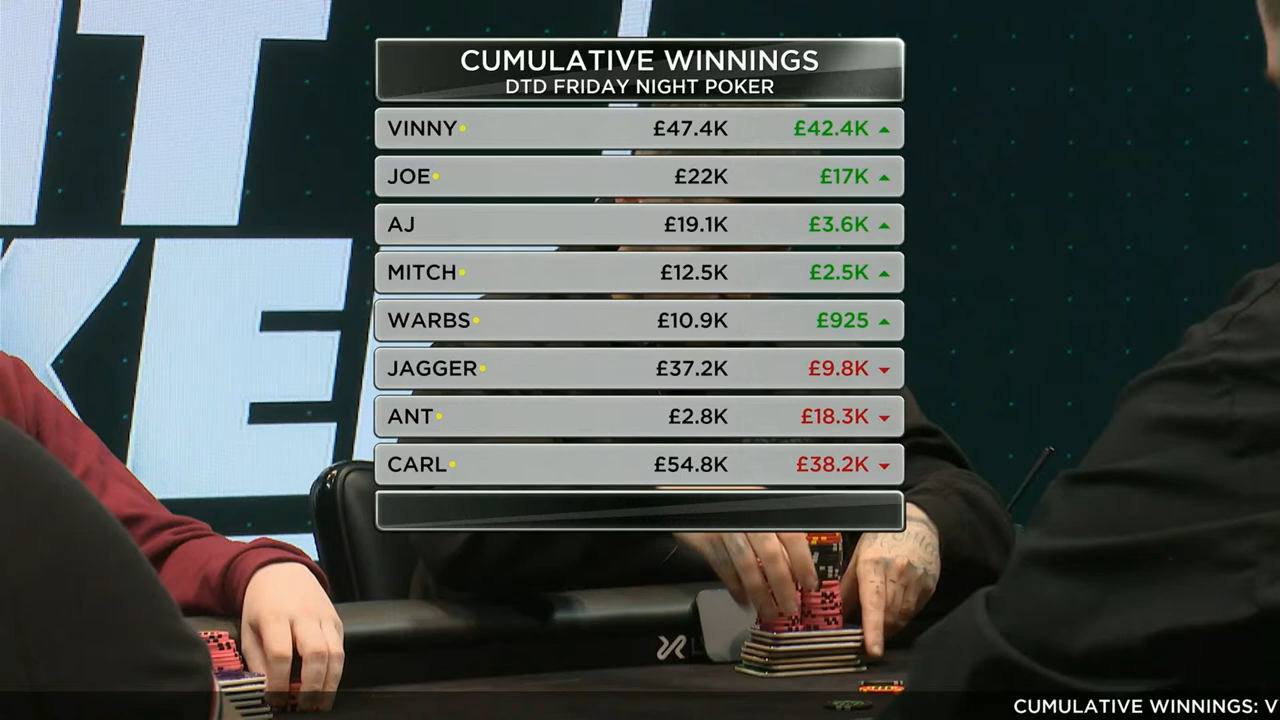 CUMULATIVE WINNINGS
DTD FRIDAY NIGHT POKER
VINNY £47.4K £42.4K
JOE £22K £17K
AJ £19.1K £3.6K
MITCH £12.5K £2.5K
WARBS £10.9K £925
JAGGER £37.2K £9.8K
ANT £2.8K £18.3K
CARL £54.8K £38.2K
CUMULATIVE WINNINGS: V